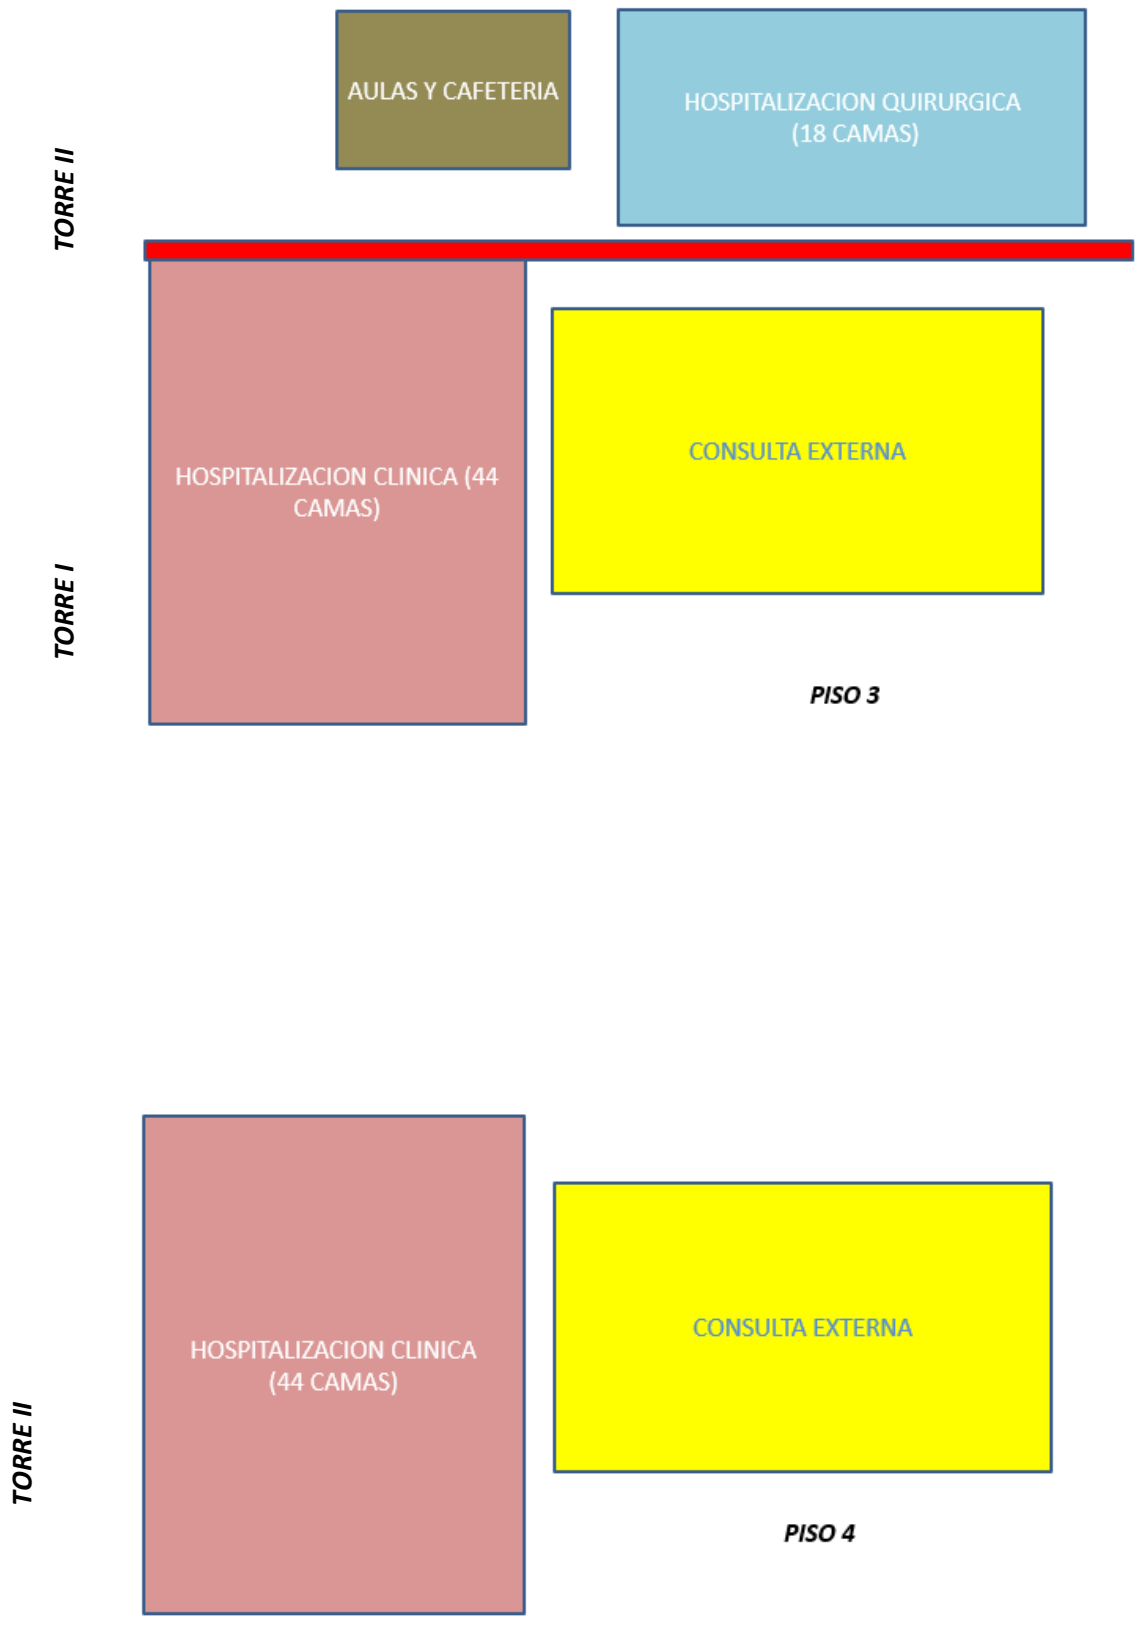 AULAS Y CAFETERIA
HOSPITALIZACION QUIRURGICA
(18 CAMAS)
TORRE II
HOSPITALIZACION CLINICA (44
CAMAS)
CONSULTA EXTERNA
TORRE I
PISO 3
HOSPITALIZACION CLINICA
(44 CAMAS)
CONSULTA EXTERNA
TORRE II
PISO 4